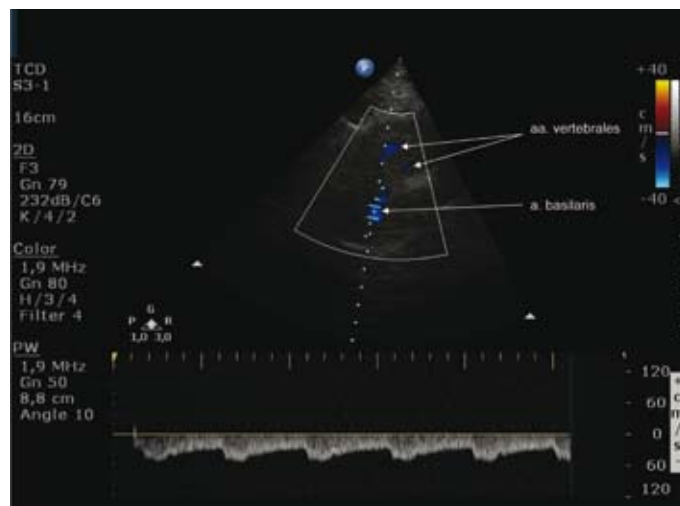 TCD
S3-1
16cm
2D
F3
Gn 79
232dB/C6
K/4/2
Color
1,9 MHz
Gn 80
H/3/4
Filter 4
PW
1,9 MHz
Gn 50
8,8 cm
Angle 10
G
P R
1,0 3,0
aa. vertebrales
a. basilaris
+40
c
m
/
s
-40
120
60
0
60
120
c
m
/
s